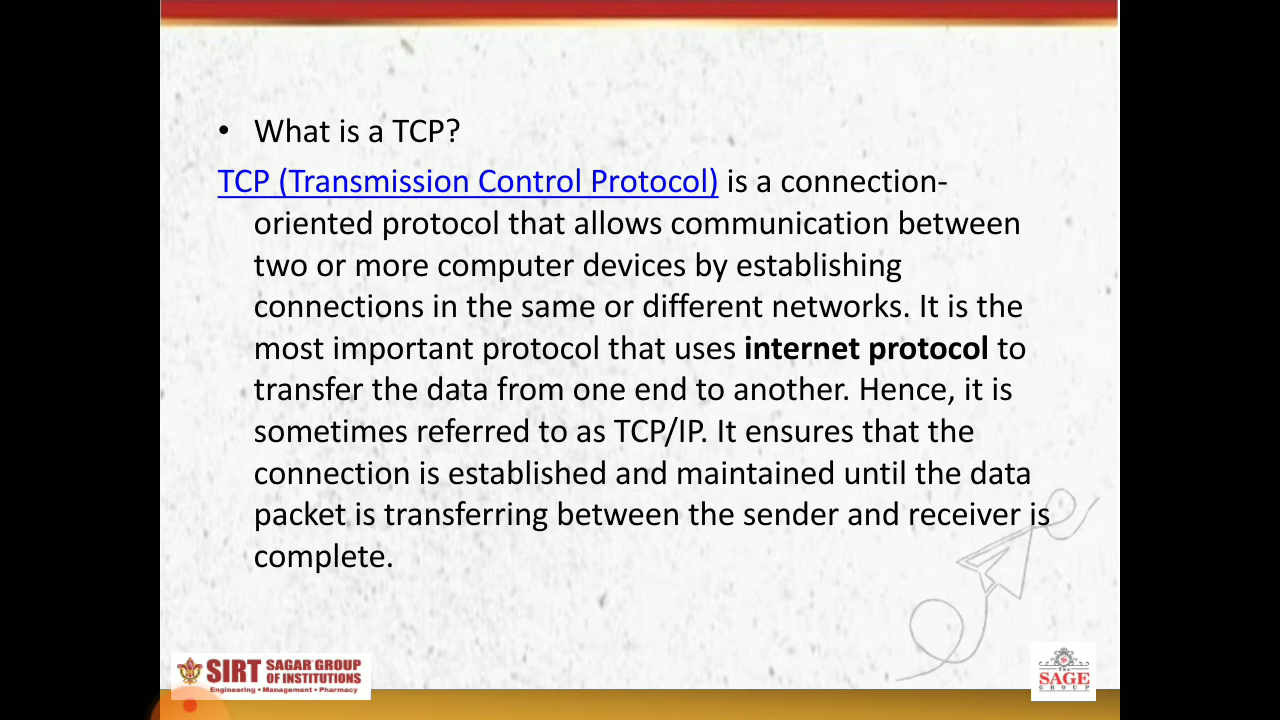 • What is a TCP?
TCP (Transmission Control Protocol) is a connection-
oriented protocol that allows communication between
two or more computer devices by establishing
connections in the same or different networks. It is the
most important protocol that uses internet protocol to
transfer the data from one end to another. Hence, it is
sometimes referred to as TCP/IP. It ensures that the
connection is established and maintained until the data
packet is transferring between the sender and receiver is
complete.
SIRT SAGAR GROUP
OF INSTITUTIONS
Engineering • Management • Pharmacy
The
SAGE
GROUP